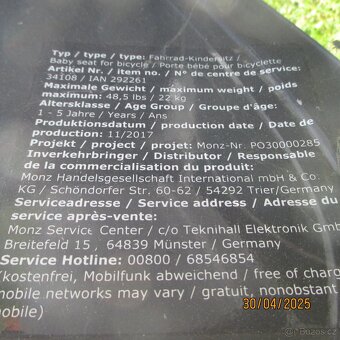 Typ / type / type: Fahrrad-Kindersitz /
Baby seat for bicycle / Porte bébé pour bicyclette
Artikel Nr. / item no. / N° de centre de service:
34108 / IAN 292261
Maximale Gewicht / maximum weight / poids
maximum: 48,5 lbs / 22 kg
Altersklasse / Age Group / Groupe d'âge:
1 - 5 Jahre / Years / Ans
Produktionsdatum / production date / Date de
production: 11/2017
Projekt / project / projet: Monz-Nr. PO30000285
Inverkehrbringer / Distributor / Responsable
de la commercialisation du produit:
Monz Handelsgesellschaft International mbH & Co.
KG / Schöndorfer Str. 60-62 / 54292 Trier/Germany
Serviceadresse / Service address / Adresse du
service après-vente:
Monz Service Center / c/o Teknihall Elektronik GmbH
Breitefeld 15 , 64839 Münster / Germany
Service Hotline: 00800 / 68546854
(kostenfrei, Mobilfunk abweichend / free of charge
mobile networks may vary / gratuit, nonobstant
mobile)
30/04/2025